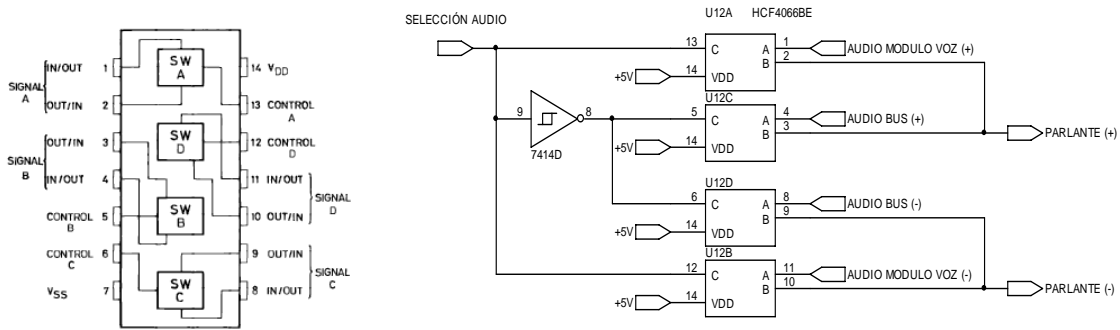 IN/OUT 1
SIGNAL A
OUT/IN 2
OUT/IN 3
SIGNAL B
IN/OUT 4
CONTROL B 5
CONTROL C 6
VSS 7
SW A
SW D
SW B
SW C
14 VDD
13 CONTROL A
12 CONTROL D
11 IN/OUT
SIGNAL D
10 OUT/IN
9 OUT/IN
SIGNAL C
8 IN/OUT
SELECCIÓN AUDIO
9
8
7414D
U12A HCF4066BE
13 C A 1 AUDIO MODULO VOZ (+)
B 2
+5V 14 VDD
U12C
5 C A 4 AUDIO BUS (+)
B 3
PARLANTE (+)
+5V 14 VDD
U12D
6 C A 8 AUDIO BUS (-)
B 9
+5V 14 VDD
U12B
12 C A 11 AUDIO MODULO VOZ (-)
B 10
PARLANTE (-)
+5V 14 VDD